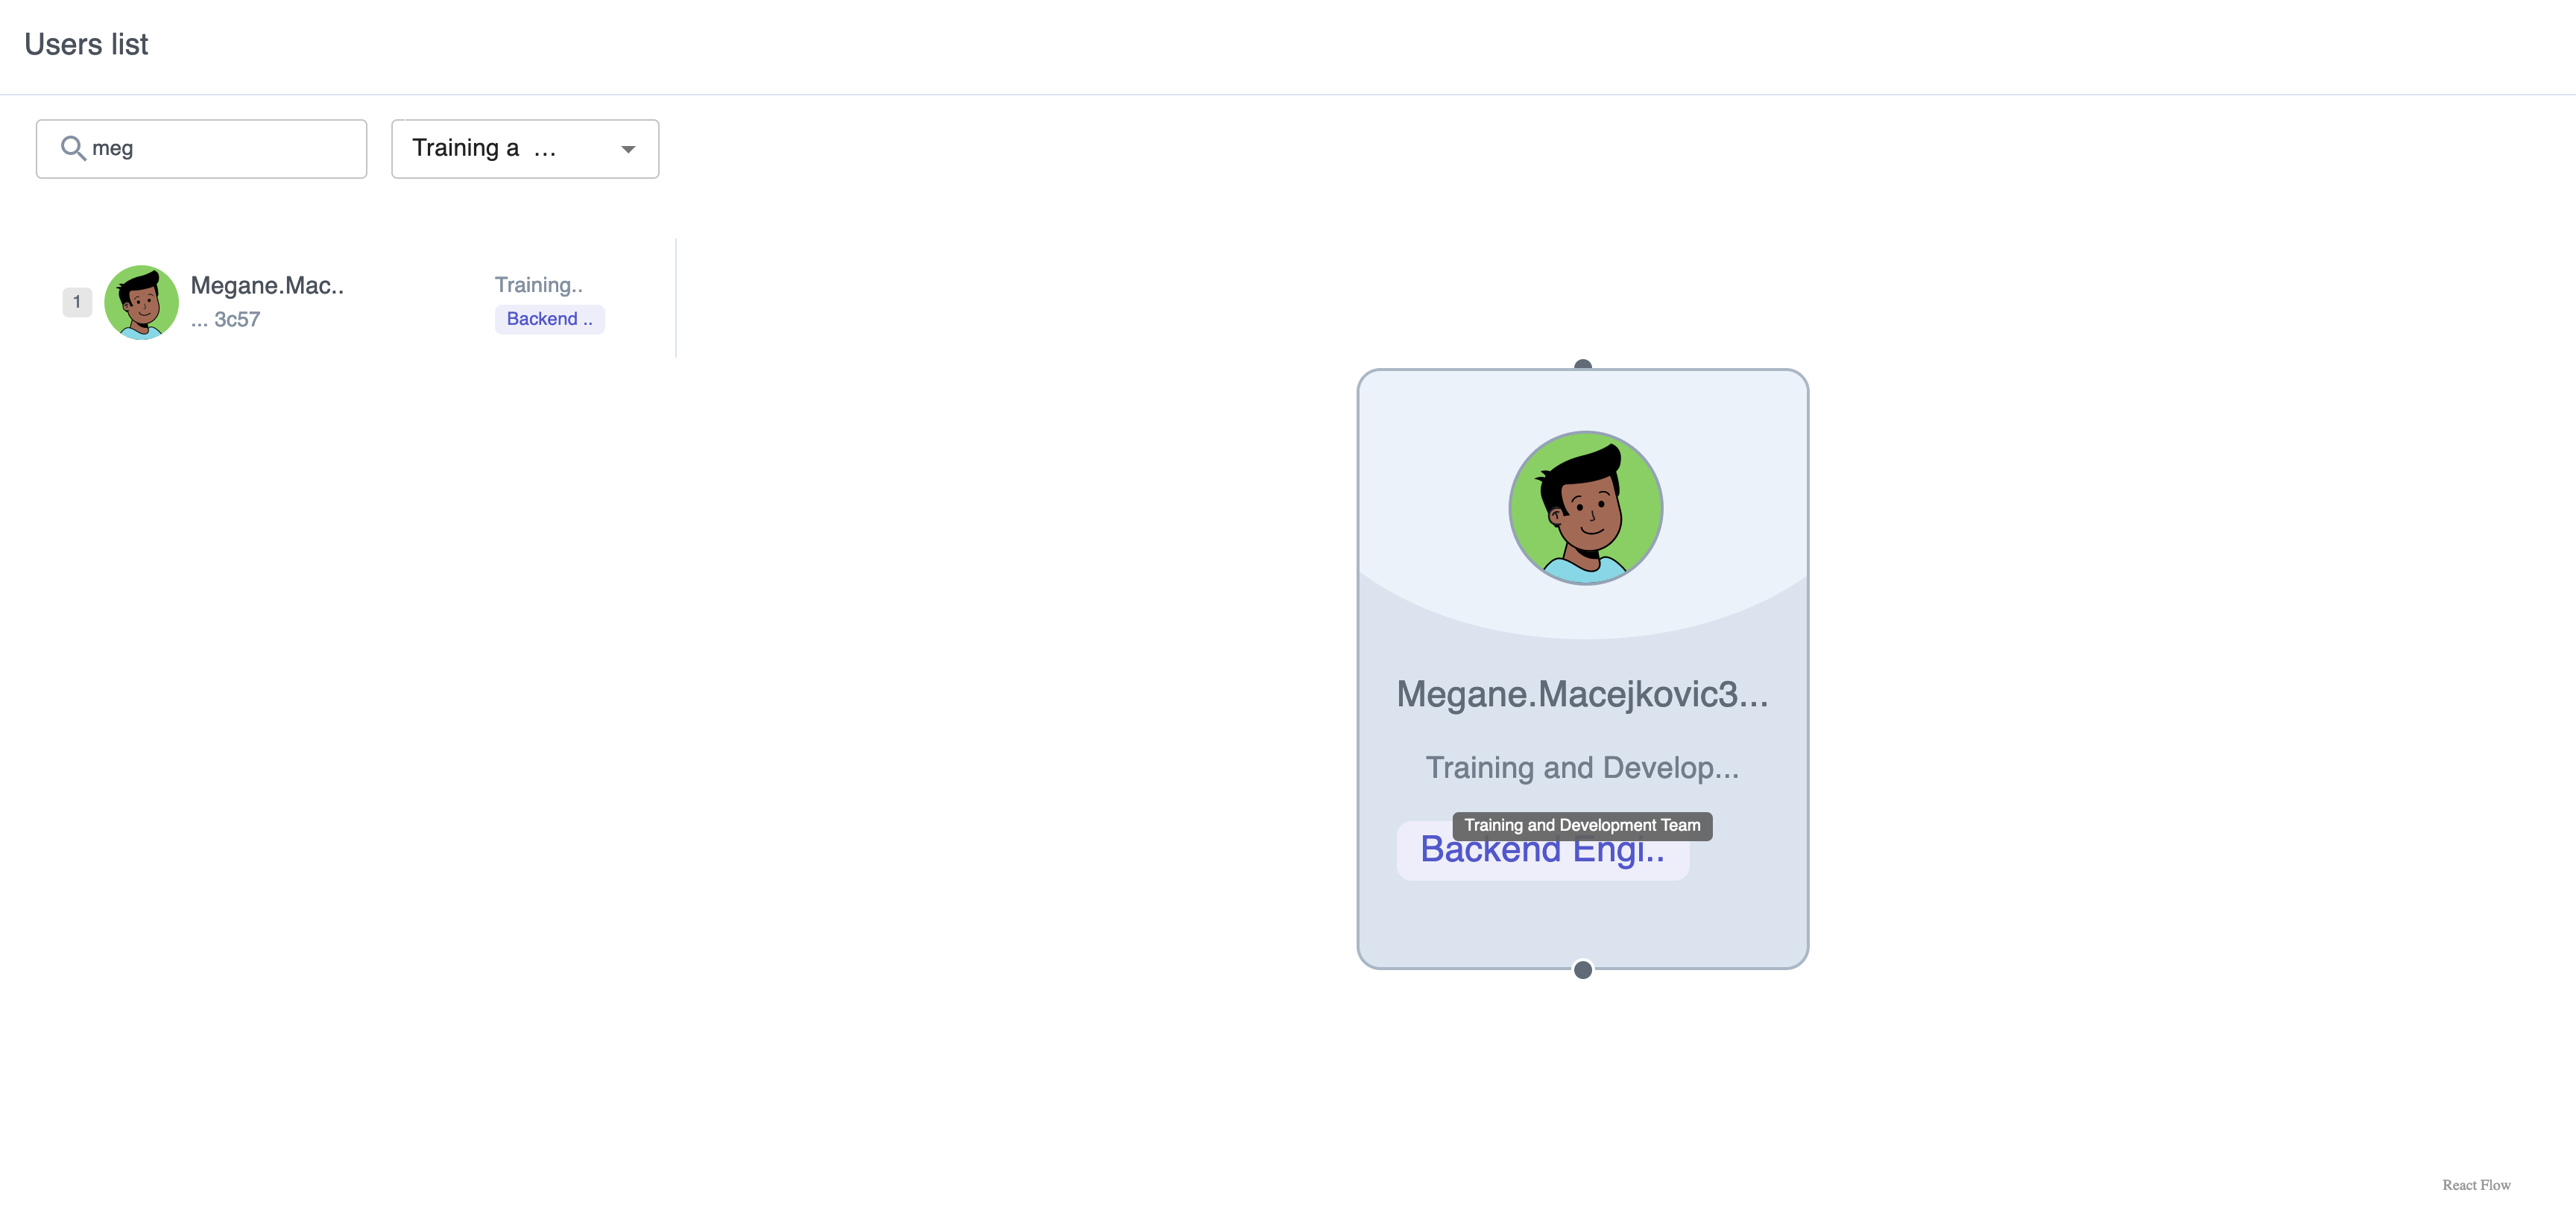 Users list
meg
Training a ...
1
Megane.Mac..
... 3c57
Training..
Backend ..
Megane.Macejkovic3...
Training and Develop...
Training and Development Team
Backend Engi..
React Flow